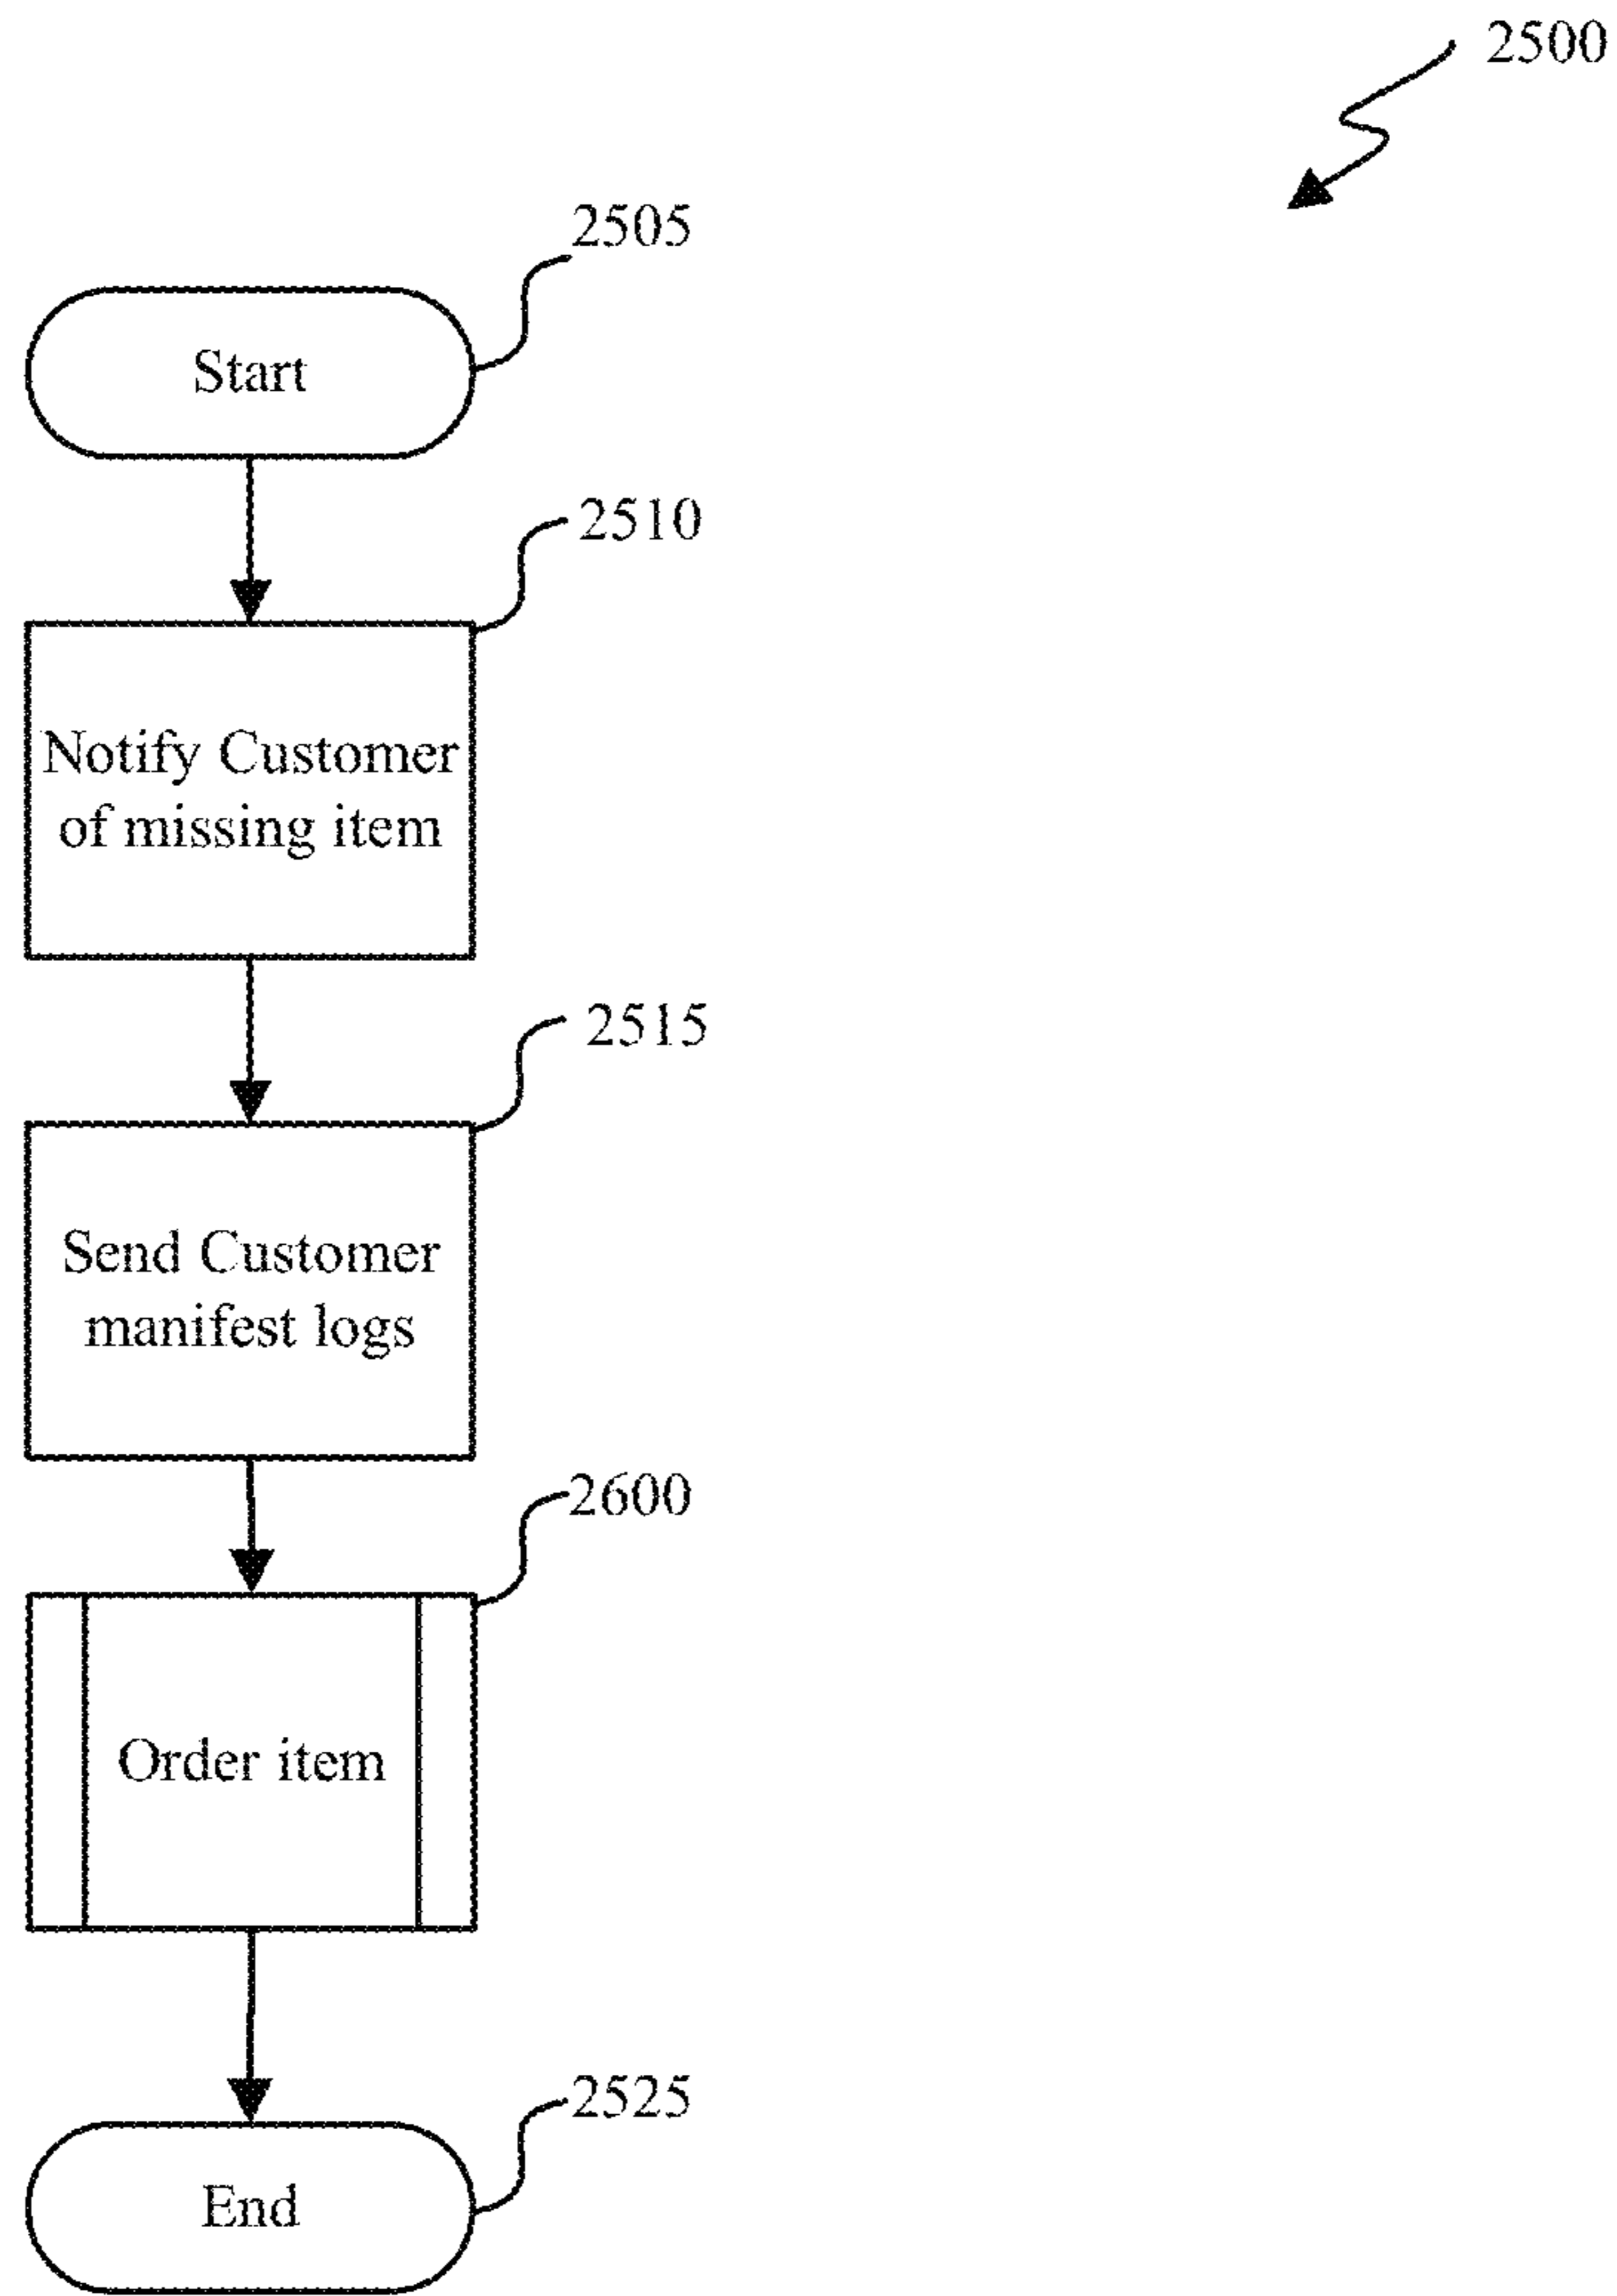 2500
2505
Start
2510
Notify Customer
of missing item
2515
Send Customer
manifest logs
2600
Order item
2525
End